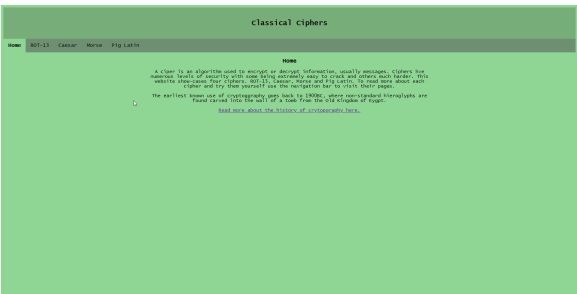 Classical Ciphers
Home ROT-13 Caesar Morse Pig Latin
Home
A ciper is an algorithm used to encrypt or decrypt information, usually messages. Ciphers hve
numerous levels of security with some being extremely easy to crack and others much harder. This
website show-cases four ciphers. ROT-13, Caesar, Morse and Pig Latin. To read more about each
cipher and try them yourself use the navigation bar to visit their pages.
The earliest known use of cryptography goes back to 1900BC, where non-standard hieroglyphs are
found carved into the wall of a tomb from the Old Kingdom of
Read more about the history of crytopography here.